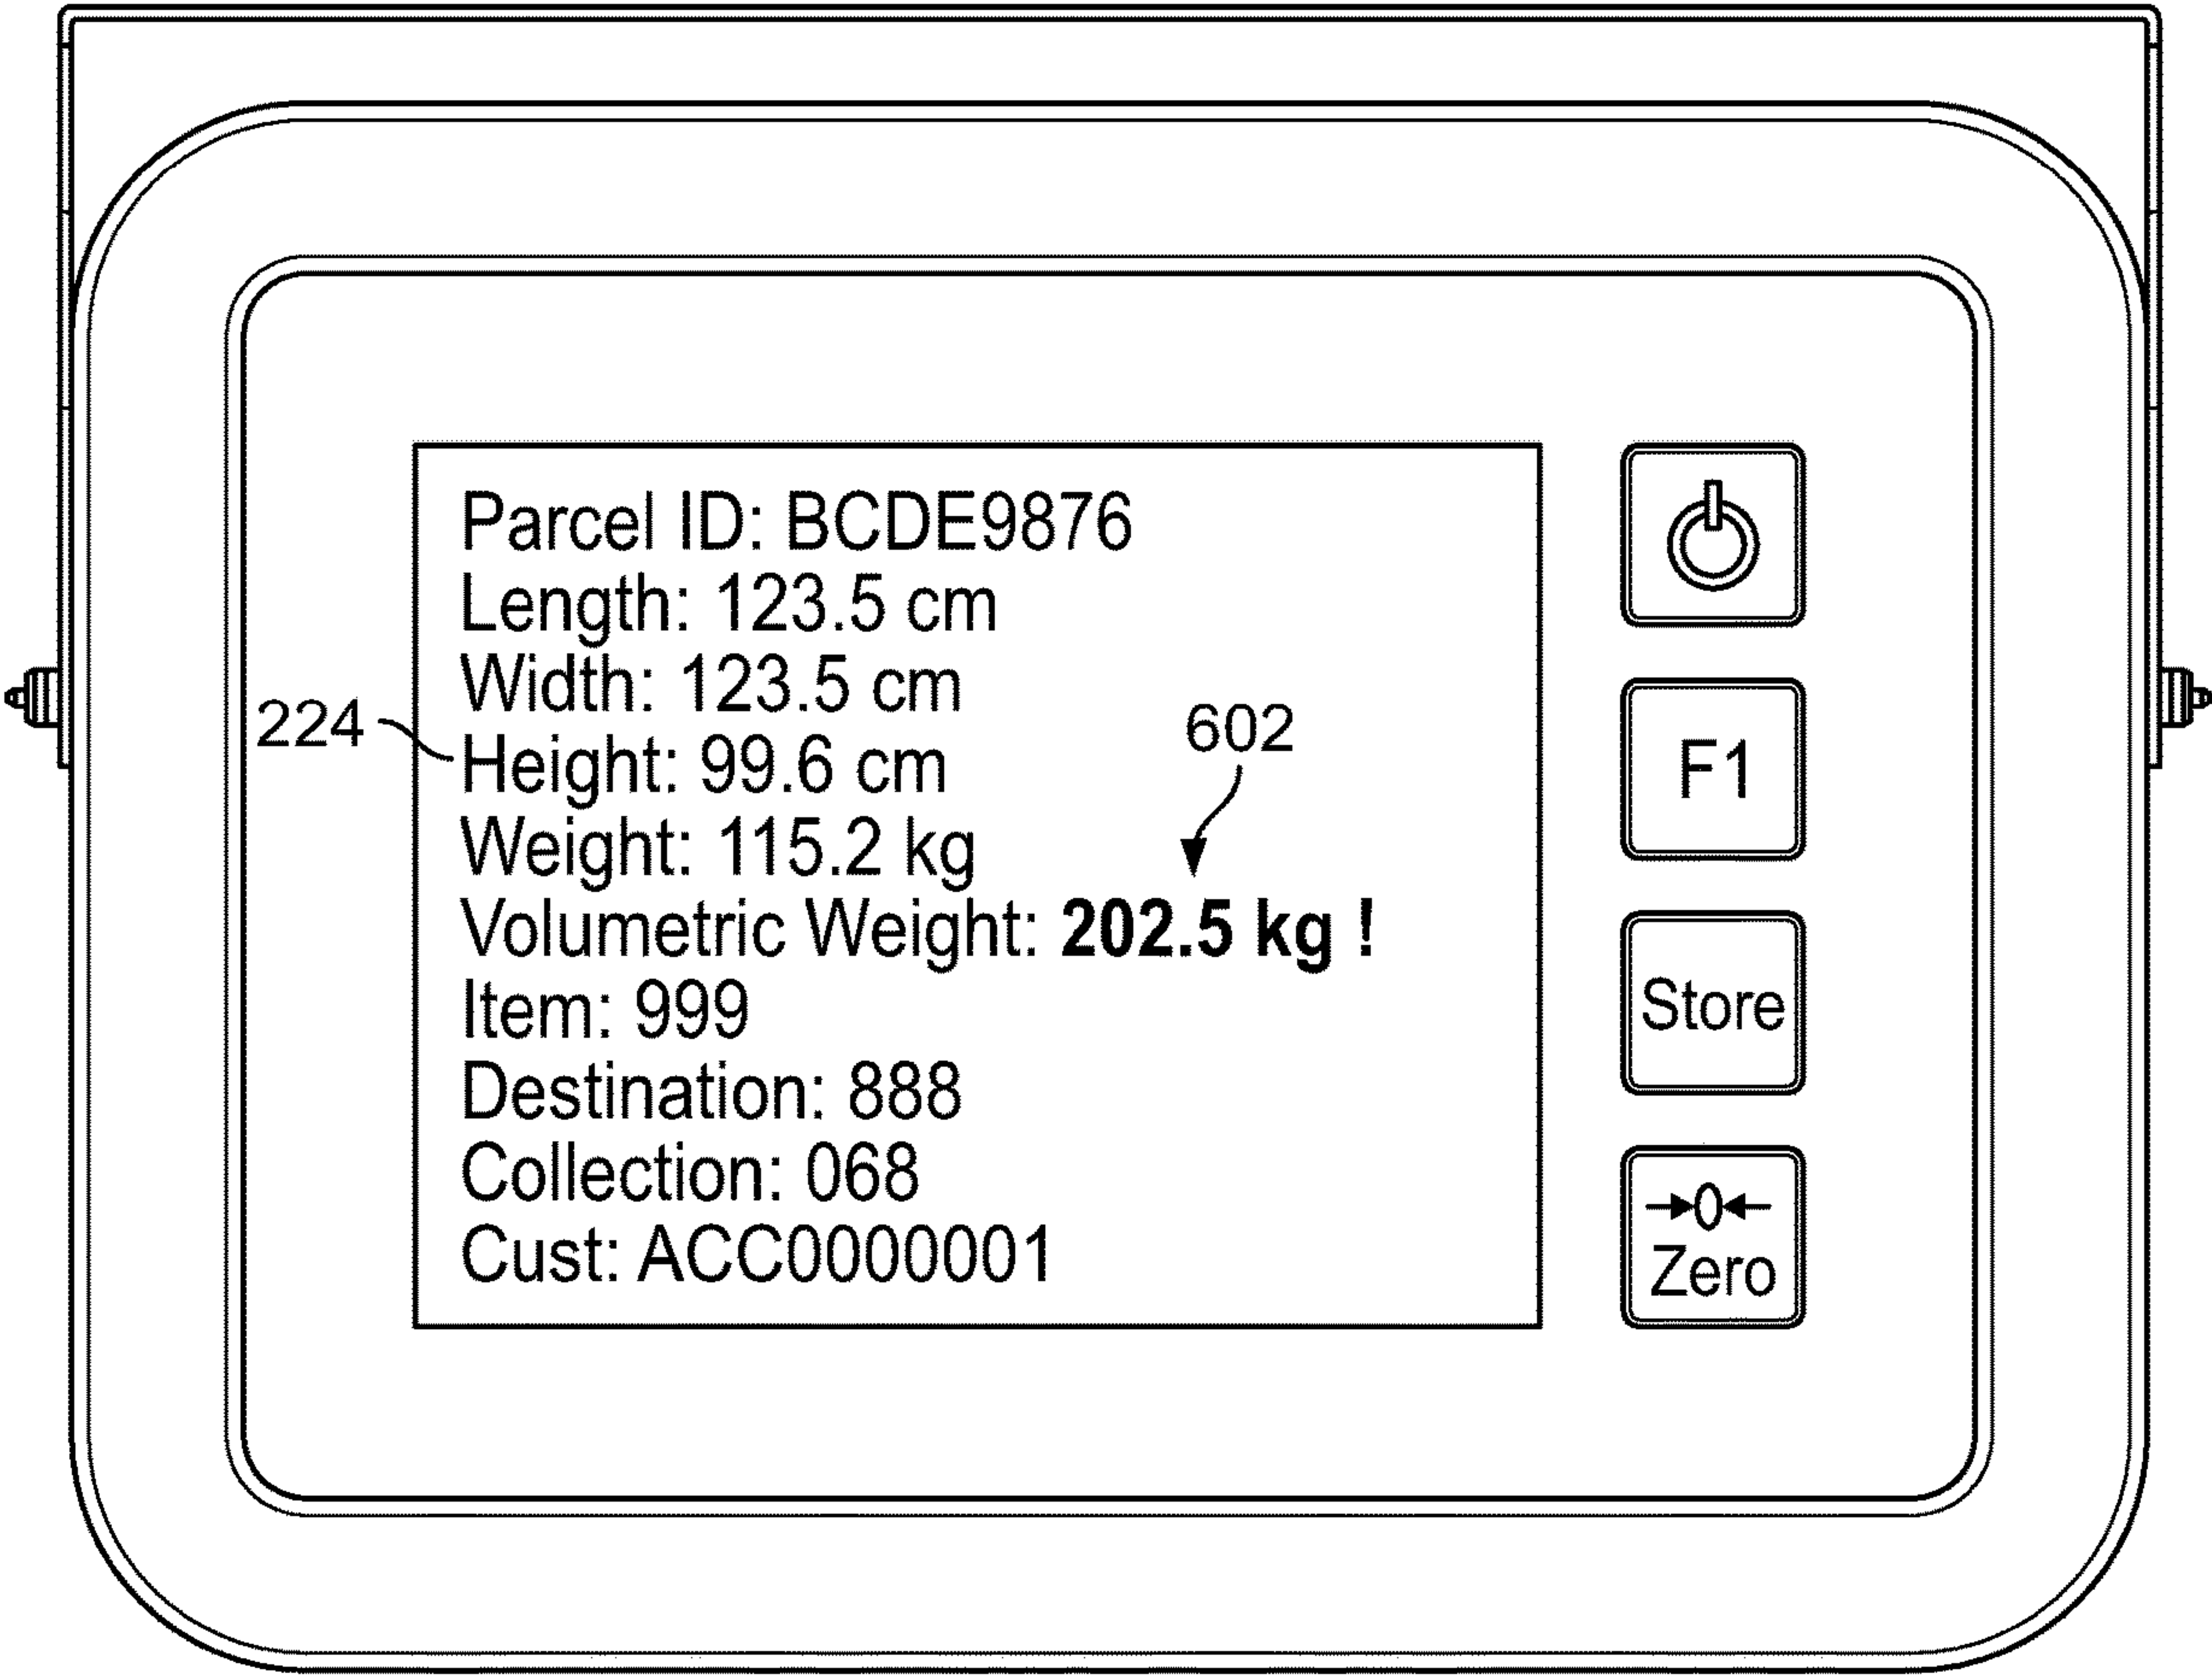 Parcel ID: BCDE9876
Length: 123.5 cm
Width: 123.5 cm
224
Height: 99.6 cm
602
Weight: 115.2 kg
Volumetric Weight: 202.5 kg !
Item: 999
Destination: 888
Collection: 068
Cust: ACC0000001
F1
Store
→0←
Zero